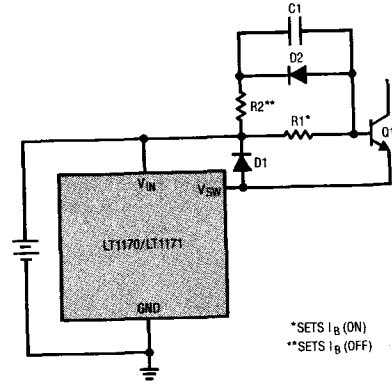 C1
D2
R2**
R1*
Q1
D1
VIN
VSW
LT1170/LT1171
GND
*SETS IB (ON)
**SETS IB (OFF)